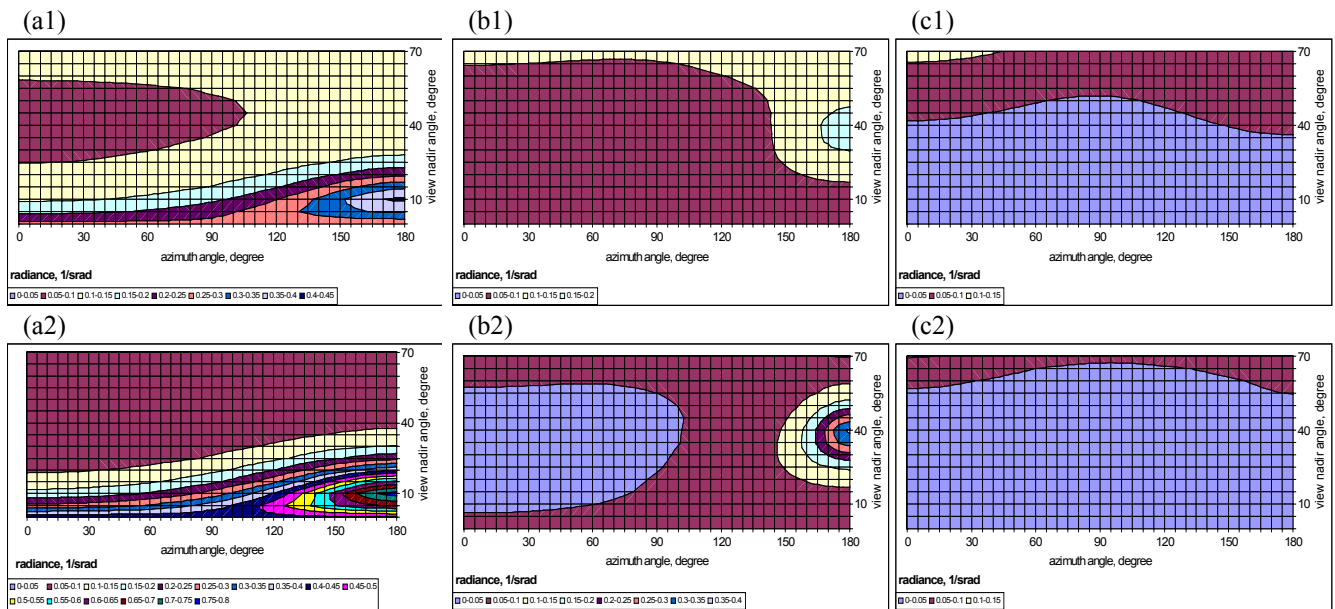 (a1)
70
40
10
view nadir angle, degree
0 30 60 90 120 150 180
azimuth angle, degree
radiance, 1/srad
0-0.05 0.05-0.1 0.1-0.15 0.15-0.2 0.2-0.25 0.25-0.3 0.3-0.35 0.35-0.4 0.4-0.45
(b1)
70
40
10
view nadir angle, degree
0 30 60 90 120 150 180
azimuth angle, degree
radiance, 1/srad
0-0.05 0.05-0.1 0.1-0.15 0.15-0.2
(c1)
70
40
10
view nadir angle, degree
0 30 60 90 120 150 180
azimuth angle, degree
radiance, 1/srad
0-0.05 0.05-0.1 0.1-0.15
(a2)
70
40
10
view nadir angle, degree
0 30 60 90 120 150 180
azimuth angle, degree
radiance, 1/srad
0-0.05 0.05-0.1 0.1-0.15 0.15-0.2 0.2-0.25 0.25-0.3 0.3-0.35 0.35-0.4 0.4-0.45 0.45-0.5
0.5-0.55 0.55-0.6 0.6-0.65 0.65-0.7 0.7-0.75 0.75-0.8
(b2)
70
40
10
view nadir angle, degree
0 30 60 90 120 150 180
azimuth angle, degree
radiance, 1/srad
0-0.05 0.05-0.1 0.1-0.15 0.15-0.2 0.2-0.25 0.25-0.3 0.3-0.35 0.35-0.4
(c2)
70
40
10
view nadir angle, degree
0 30 60 90 120 150 180
azimuth angle, degree
radiance, 1/srad
0-0.05 0.05-0.1 0.1-0.15